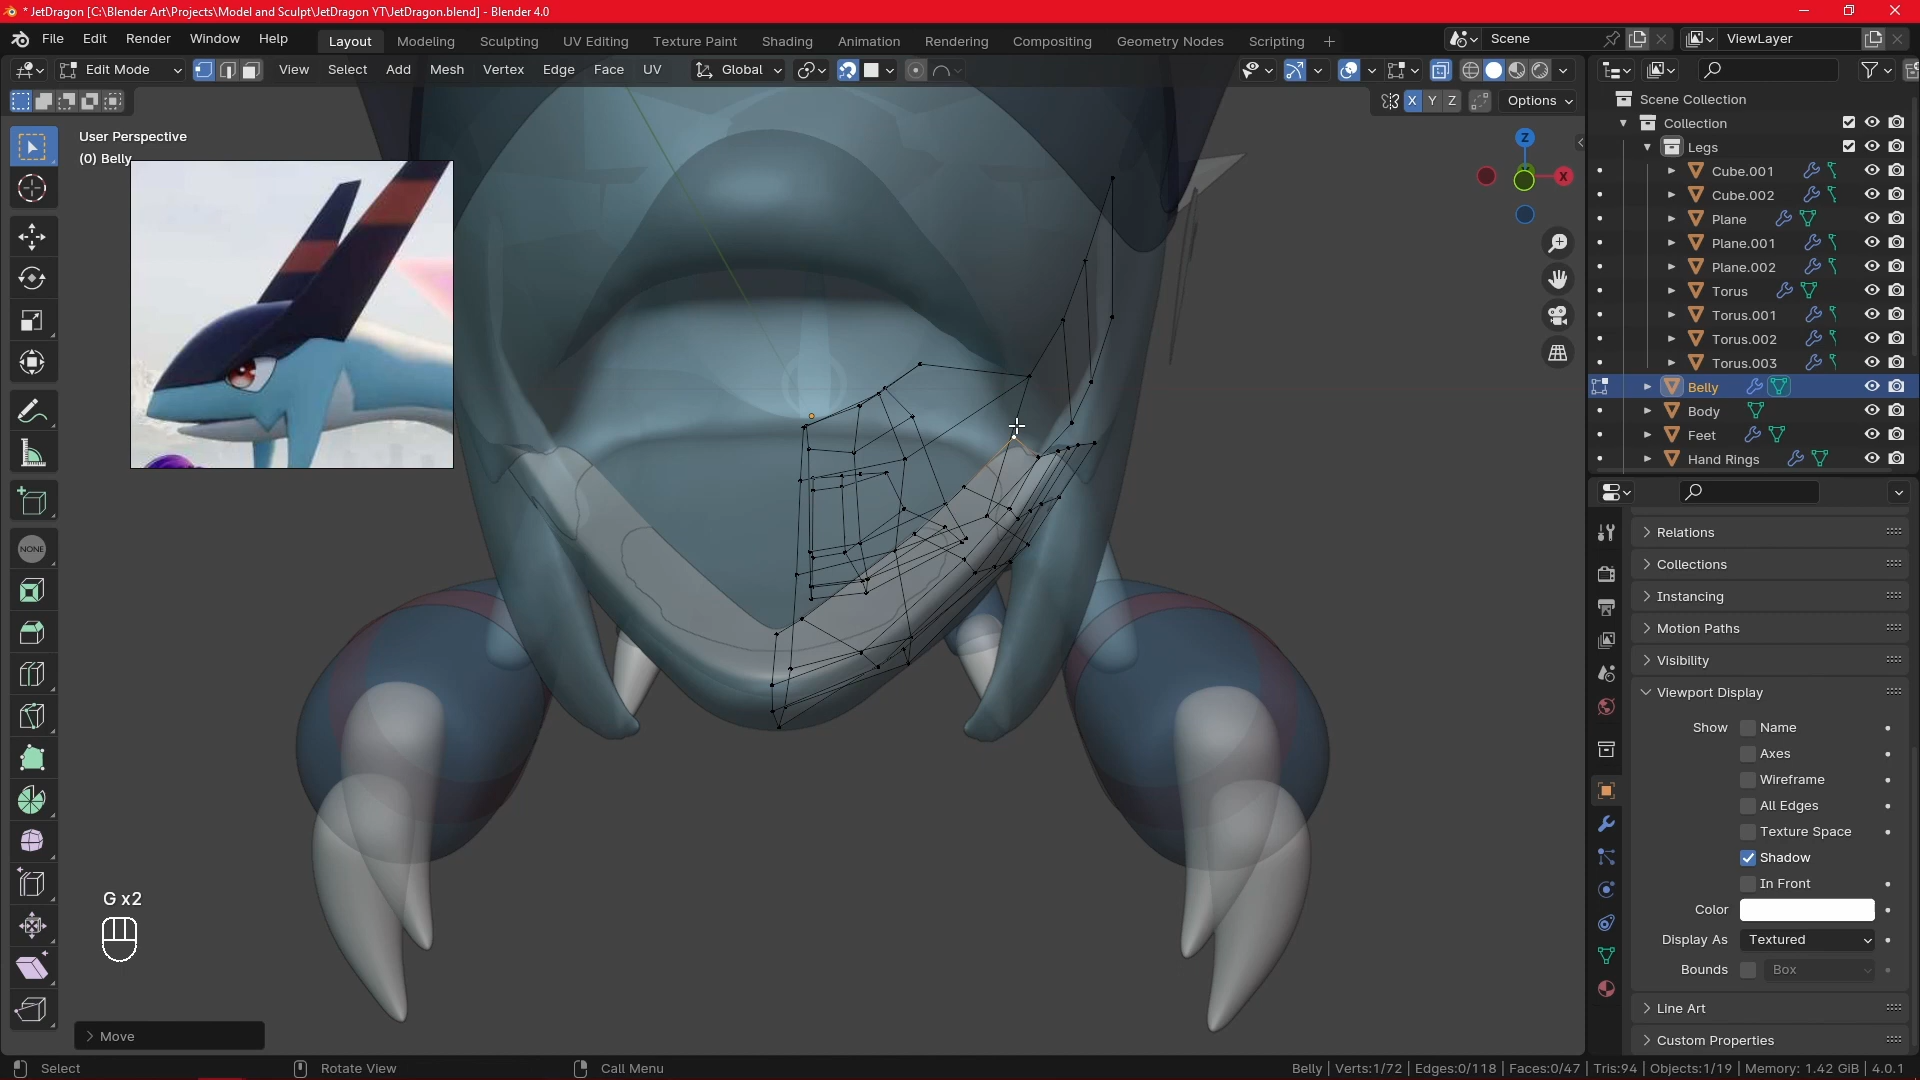 * JetDragon [C:\Blender Art\Projects\Model and Sculpt\JetDragon YT\JetDragon.blend] - Blender 4.0
File Edit Render Window Help Layout Modeling Sculpting UV Editing Texture Paint Shading Animation Rendering Compositing Geometry Nodes Scripting + Scene ViewLayer
Edit Mode View Select Add Mesh Vertex Edge Face UV Global
X Y Z Options
User Perspective
(0) Belly
Z
X
NONE
G x2
Move
Scene Collection
Collection
Legs
Cube.001
Cube.002
Plane
Plane.001
Plane.002
Torus
Torus.001
Torus.002
Torus.003
Belly
Body
Feet
Hand Rings
Relations
Collections
Instancing
Motion Paths
Visibility
Viewport Display
Show Name
Axes
Wireframe
All Edges
Texture Space
Shadow
In Front
Color
Display As Textured
Bounds Box
Line Art
Custom Properties
Select Rotate View Call Menu Belly | Verts:1/72 | Edges:0/118 | Faces:0/47 | Tris:94 | Objects:1/19 | Memory: 1.42 GiB | 4.0.1